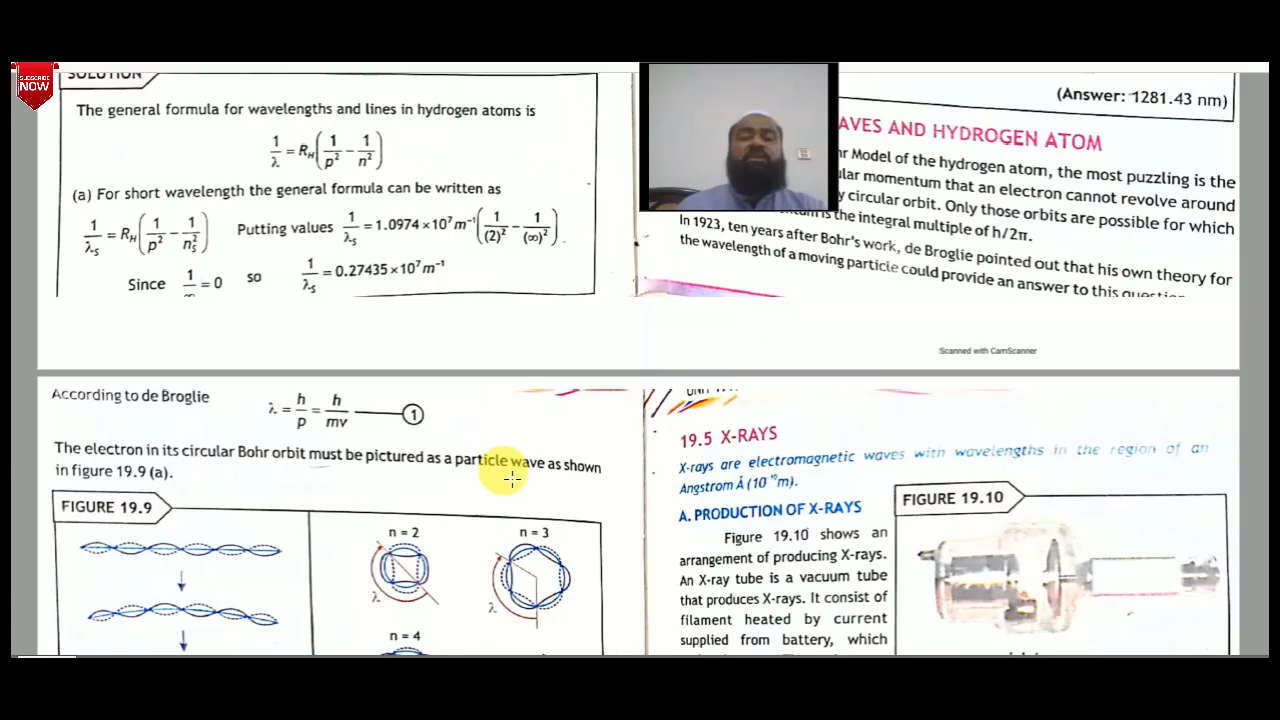 SUBSCRIBE
NOW
SOLUTION
The general formula for wavelengths and lines in hydrogen atoms is
1/λ = R_H(1/p² − 1/n²)
(a) For short wavelength the general formula can be written as
1/λ_s = R_H(1/p² − 1/n_s²) Putting values 1/λ_s = 1.0974 × 10⁷ m⁻¹(1/(2)² − 1/(∞)²).
Since 1/∞ = 0 so 1/λ_s = 0.27435 × 10⁷ m⁻¹
(Answer: 1281.43 nm)
AVES AND HYDROGEN ATOM
hr Model of the hydrogen atom, the most puzzling is the
ular momentum that an electron cannot revolve around
y circular orbit. Only those orbits are possible for which
is the integral multiple of h/2π.
In 1923, ten years after Bohr's work, de Broglie pointed out that his own theory for
the wavelength of a moving particle could provide an answer to this question
Scanned with CamScanner
According to de Broglie λ = h/p = h/mv 1
The electron in its circular Bohr orbit must be pictured as a particle wave as shown
in figure 19.9 (a).
FIGURE 19.9
n = 2
n = 3
λ
λ
n = 4
19.5 X-RAYS
X-rays are electromagnetic waves with wavelengths in the region of an
Angstrom Å (10⁻¹⁰m).
A. PRODUCTION OF X-RAYS
Figure 19.10 shows an
arrangement of producing X-rays.
An X-ray tube is a vacuum tube
that produces X-rays. It consist of
filament heated by current
supplied from battery, which
FIGURE 19.10